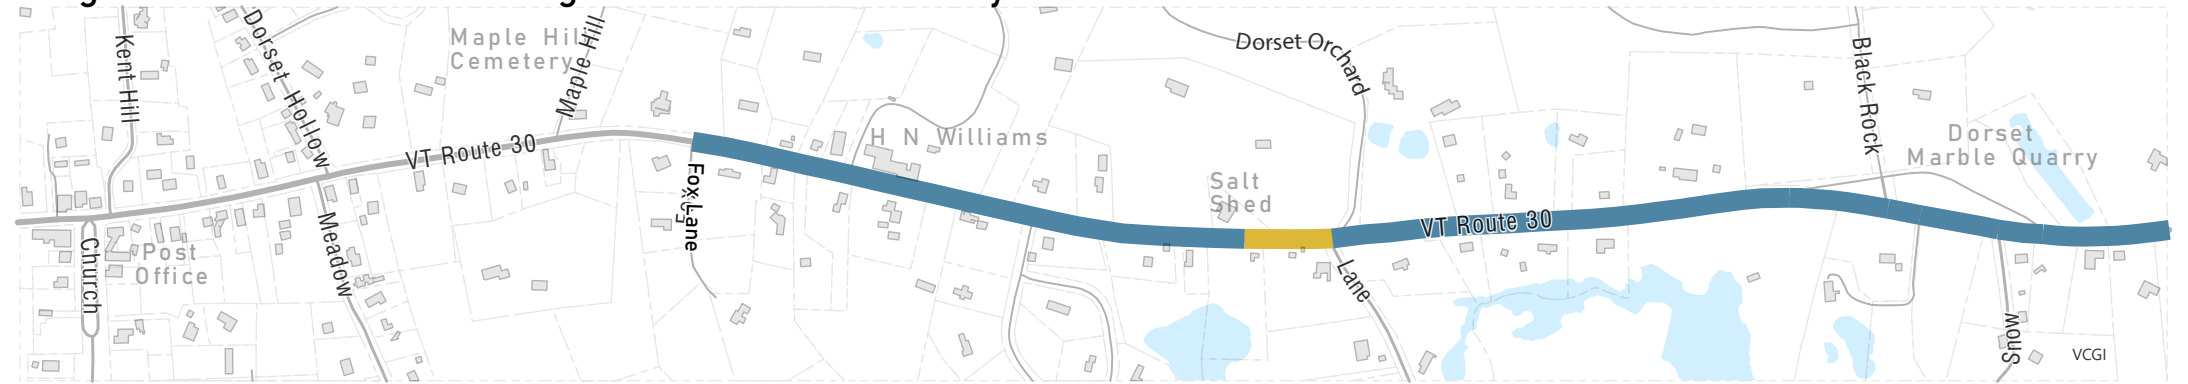 Kent Hill
Dorset Hollow
Maple Hill
Cemetery
Maple Hill
VT Route 30
Church
Post
Office
Meadow
Fox Lane
H N Williams
Salt
Shed
Dorset Orchard
Lane
VT Route 30
Black Rock
Dorset
Marble Quarry
Snow
VCGI